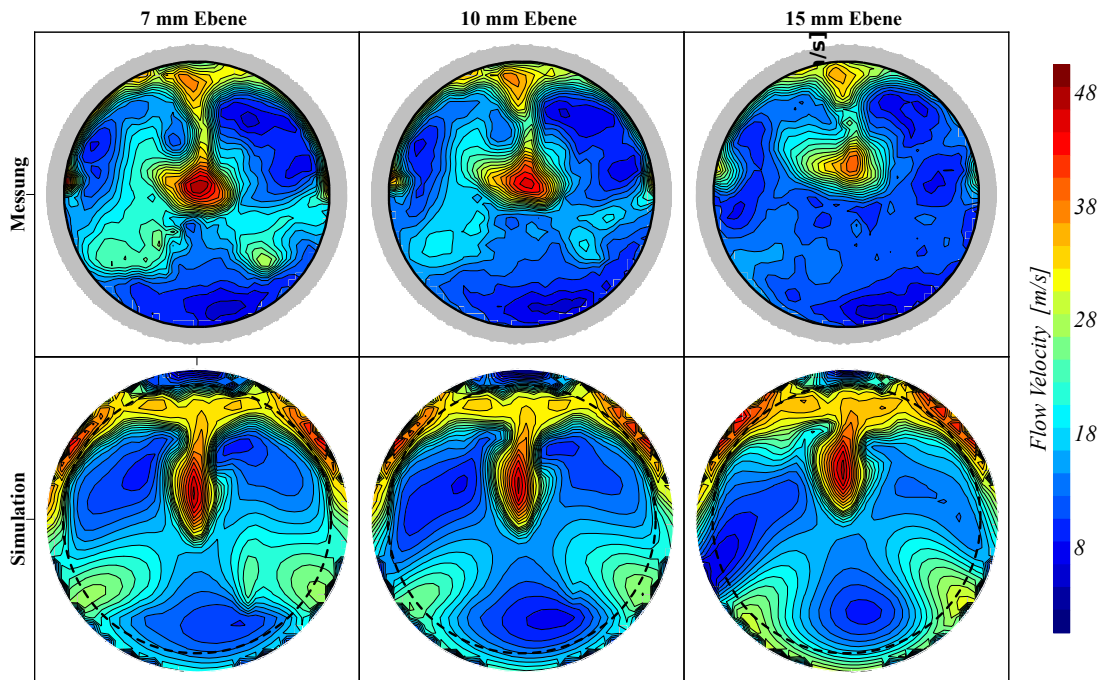 7 mm Ebene
10 mm Ebene
15 mm Ebene
Messung
/s]
Simulation
48
38
28
18
8
Flow Velocity [m/s]